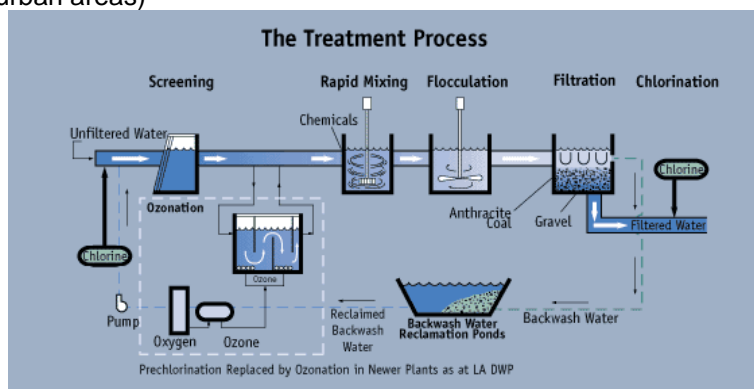 urban areas)
The Treatment Process
Screening
Rapid Mixing
Flocculation
Filtration
Chlorination
Chemicals
Unfiltered Water
Chlorine
Ozonation
Anthracite
Coal
Gravel
Filtered Water
Chlorine
Ozone
Pump
Oxygen
Ozone
Reclaimed
Backwash
Water
Backwash Water
Reclamation Ponds
Backwash Water
Prechlorination Replaced by Ozonation in Newer Plants as at LA DWP